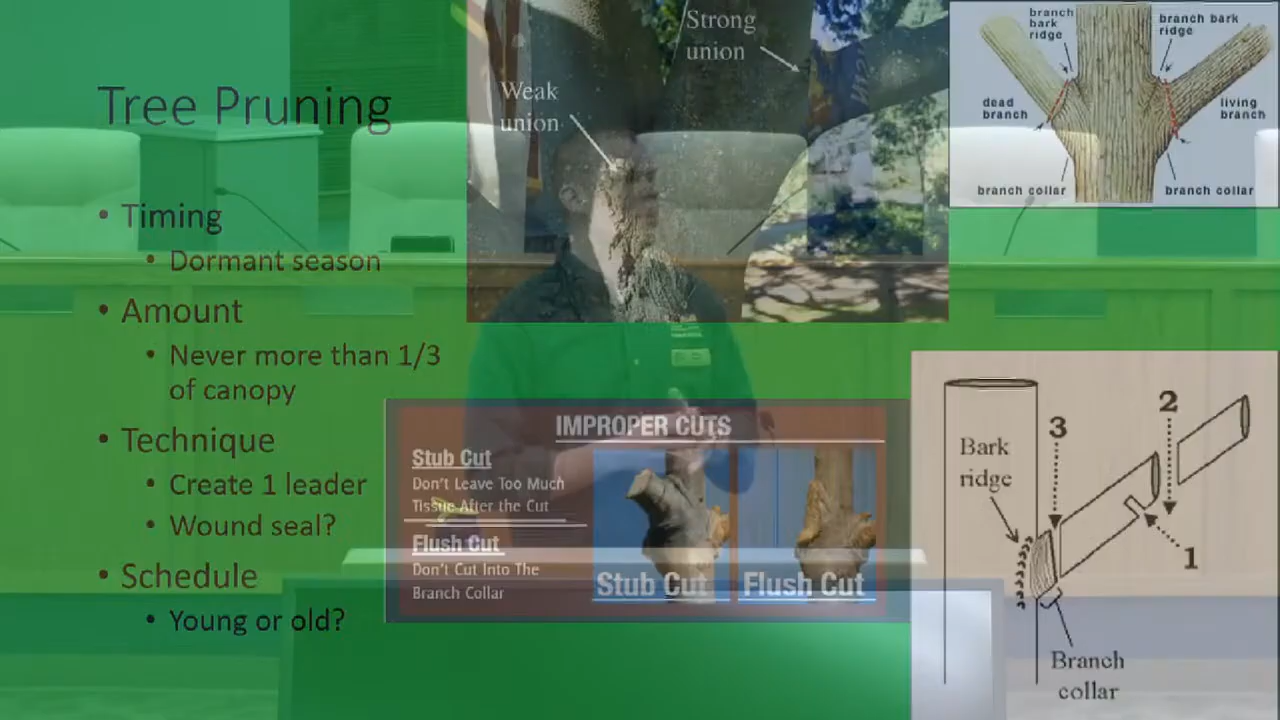 Tree Pruning
• Timing
• Dormant season
• Amount
• Never more than 1/3
of canopy
• Technique
• Create 1 leader
• Wound seal?
• Schedule
• Young or old?
Weak
union
Strong
union
branch
bark
ridge
branch bark
ridge
dead
branch
living
branch
branch collar
branch collar
IMPROPER CUTS
Stub Cut
Don't Leave Too Much
Tissue After the Cut
Flush Cut
Don't Cut Into The
Branch Collar
Stub Cut
Flush Cut
Bark
ridge
3
2
1
Branch
collar